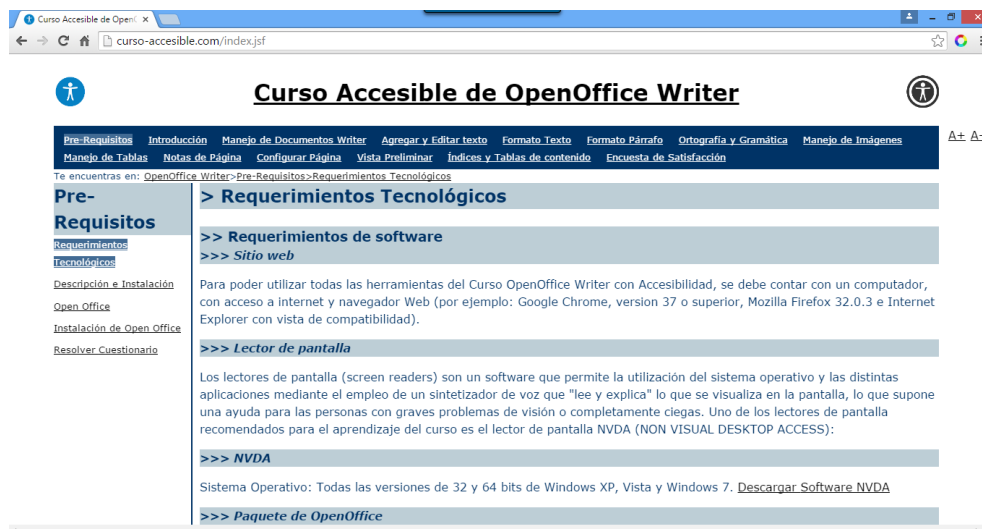 Curso Accesible de OpenO
curso-accesible.com/index.jsf
Curso Accesible de OpenOffice Writer
A+ A-
Pre-Requisitos Introducción Manejo de Documentos Writer Agregar y Editar texto Formato Texto Formato Párrafo Ortografía y Gramática Manejo de Imágenes
Manejo de Tablas Notas de Página Configurar Página Vista Preliminar Índices y Tablas de contenido Encuesta de Satisfacción
Te encuentras en: OpenOffice Writer>Pre-Requisitos>Requerimientos Tecnológicos
Pre-
Requisitos
Requerimientos
Tecnológicos
Descripción e Instalación
Open Office
Instalación de Open Office
Resolver Cuestionario
> Requerimientos Tecnológicos
>> Requerimientos de software
>>> Sitio web
Para poder utilizar todas las herramientas del Curso OpenOffice Writer con Accesibilidad, se debe contar con un computador,
con acceso a internet y navegador Web (por ejemplo: Google Chrome, version 37 o superior, Mozilla Firefox 32.0.3 e Internet
Explorer con vista de compatibilidad).
>>> Lector de pantalla
Los lectores de pantalla (screen readers) son un software que permite la utilización del sistema operativo y las distintas
aplicaciones mediante el empleo de un sintetizador de voz que "lee y explica" lo que se visualiza en la pantalla, lo que supone
una ayuda para las personas con graves problemas de visión o completamente ciegas. Uno de los lectores de pantalla
recomendados para el aprendizaje del curso es el lector de pantalla NVDA (NON VISUAL DESKTOP ACCESS):
>>> NVDA
Sistema Operativo: Todas las versiones de 32 y 64 bits de Windows XP, Vista y Windows 7. Descargar Software NVDA
>>> Paquete de OpenOffice